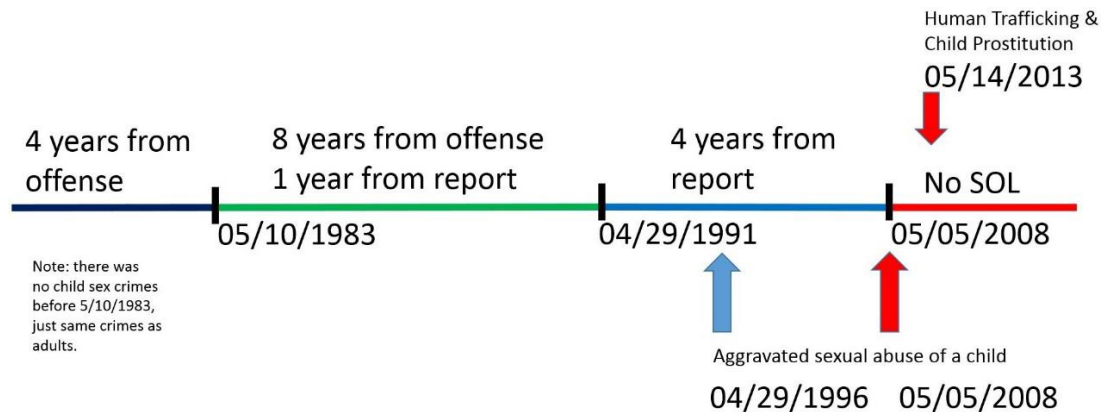 Human Trafficking &
Child Prostitution
05/14/2013
4 years from
offense
8 years from offense
1 year from report
4 years from
report
No SOL
05/10/1983
04/29/1991
05/05/2008
Note: there was
no child sex crimes
before 5/10/1983,
just same crimes as
adults.
Aggravated sexual abuse of a child
04/29/1996 05/05/2008